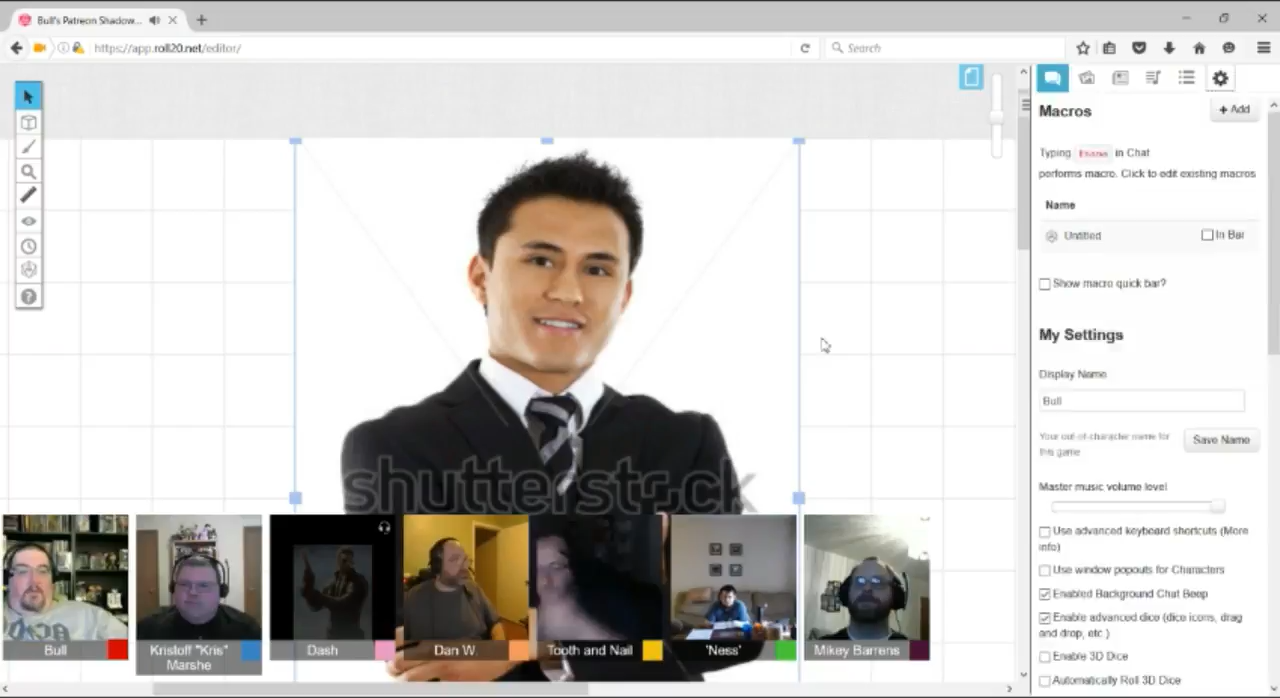 Bull's Patreon Shadow...
https://app.roll20.net/editor/
Search
Macros
+ Add
Typing #name in Chat
performs macro. Click to edit existing macros
Name
Untitled
In Bar
Show macro quick bar?
My Settings
Display Name
Bull
Your out-of-character name for
this game
Save Name
Master music volume level
Use advanced keyboard shortcuts (More
info)
Use window popouts for Characters
Enabled Background Chat Beep
Enable advanced dice (dice icons, drag
and drop, etc.)
Enable 3D Dice
Automatically Roll 3D Dice
shutterstock
Bull
Kristoff "Kris"
Marshe
Dash
Dan W.
Tooth and Nail
'Ness'
Mikey Barrens